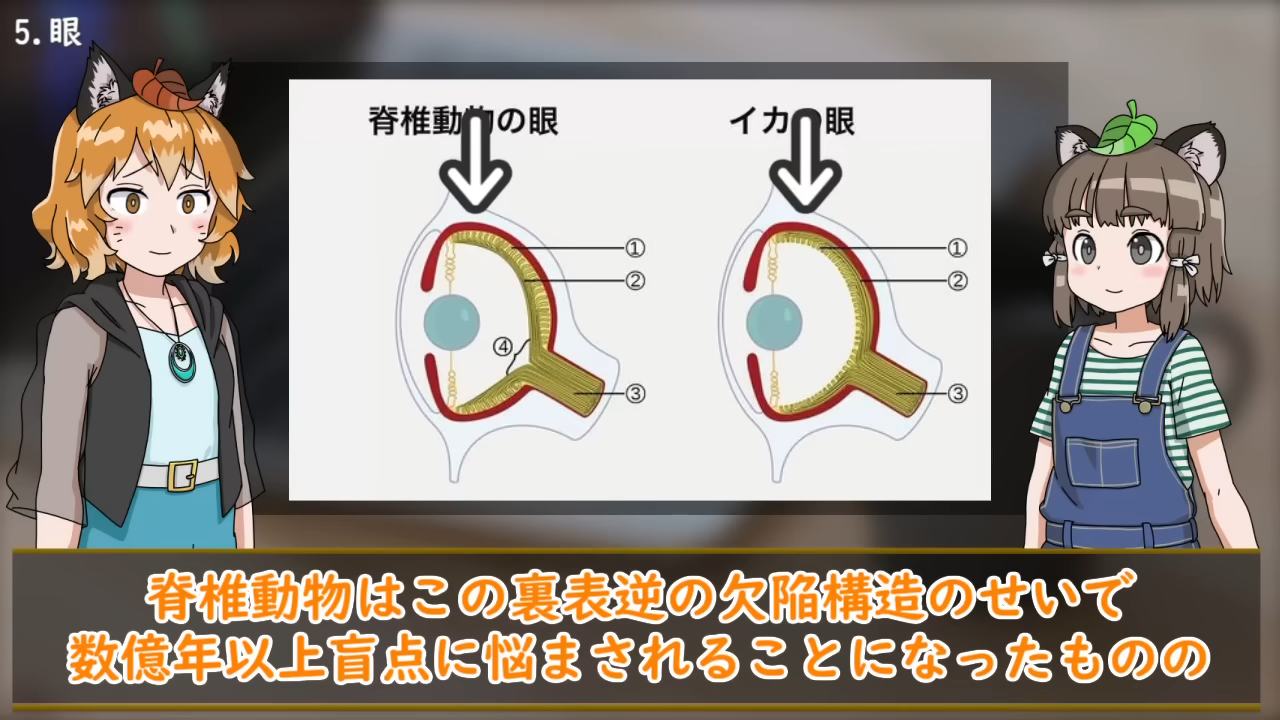 5.眼
脊椎動物の眼
イカの眼
①
②
④
③
①
②
③
脊椎動物はこの裏表逆の欠陥構造のせいで
数億年以上盲点に悩まされることになったものの